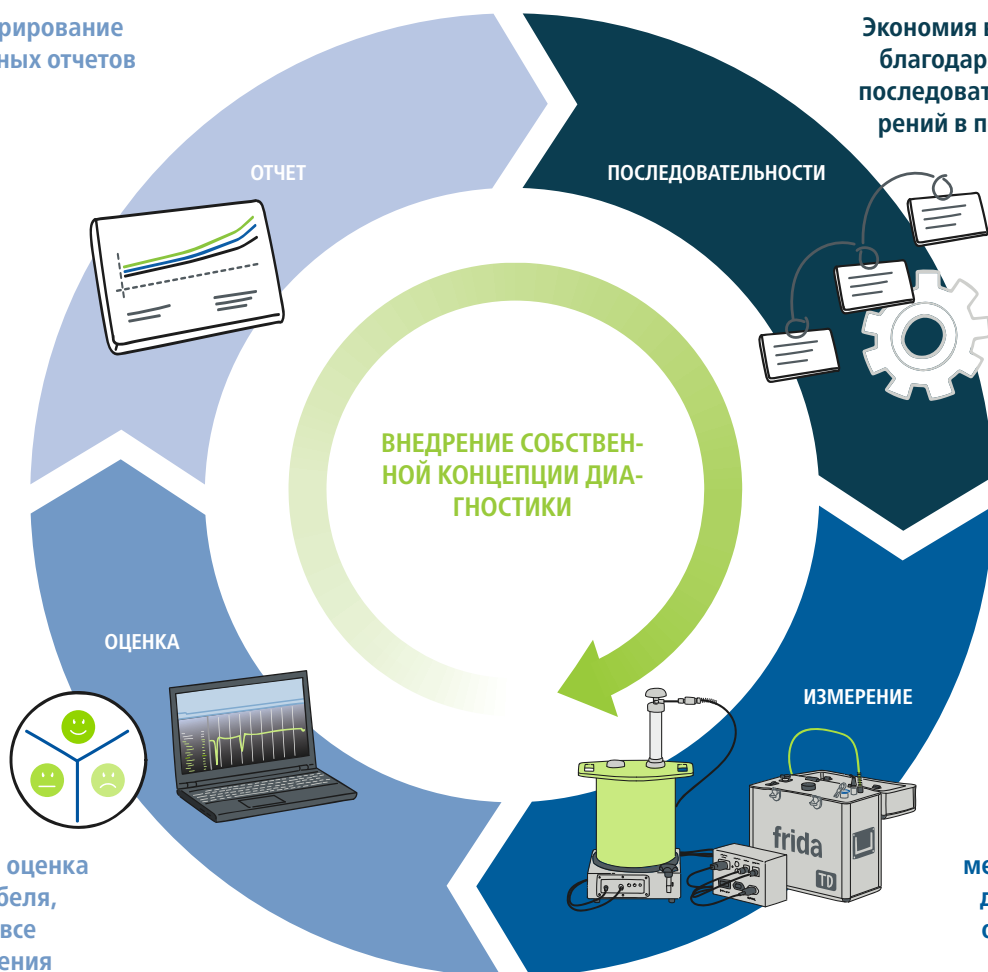 рирование
ных отчетов
Экономия
благодар
последоват
рений в п
ОТЧЕТ
ПОСЛЕДОВАТЕЛЬНОСТИ
ВНЕДРЕНИЕ СОБСТВЕН-
НОЙ КОНЦЕПЦИИ ДИА-
ГНОСТИКИ
ОЦЕНКА
ИЗМЕРЕНИЕ
frida
TD
оценка
беля,
все
ения
ме
д
с